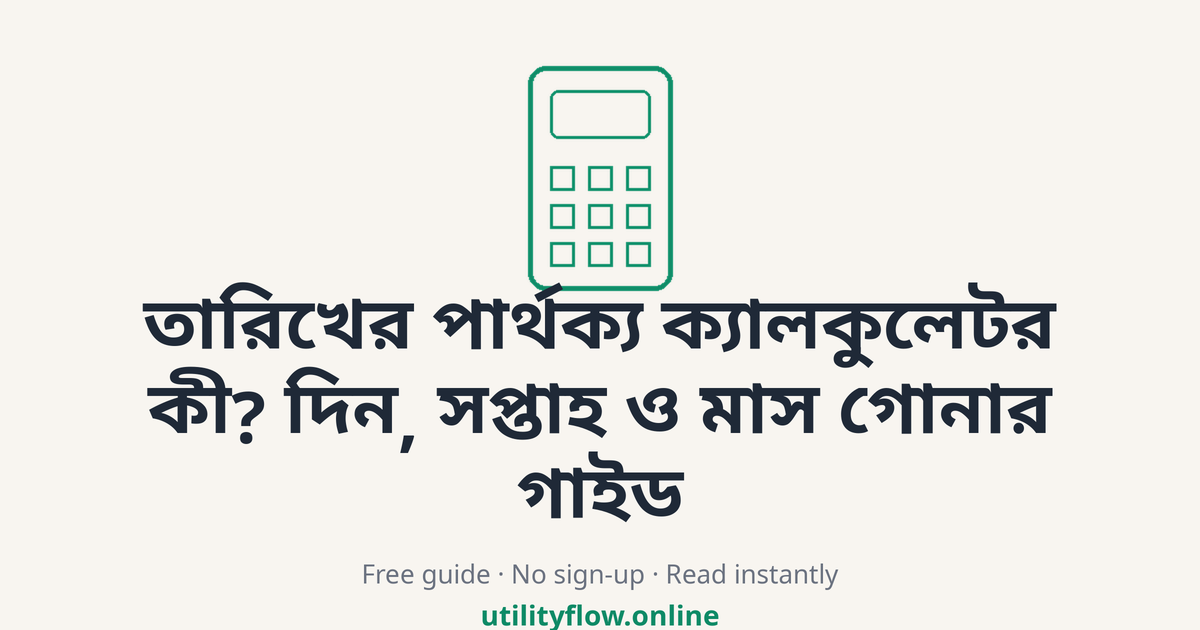 তারিখের পার্থক্য ক্যালকুলেটর
কী? দিন, সপ্তাহ ও মাস গোনার
গাইড
Free guide · No sign-up · Read instantly
utilityflow.online